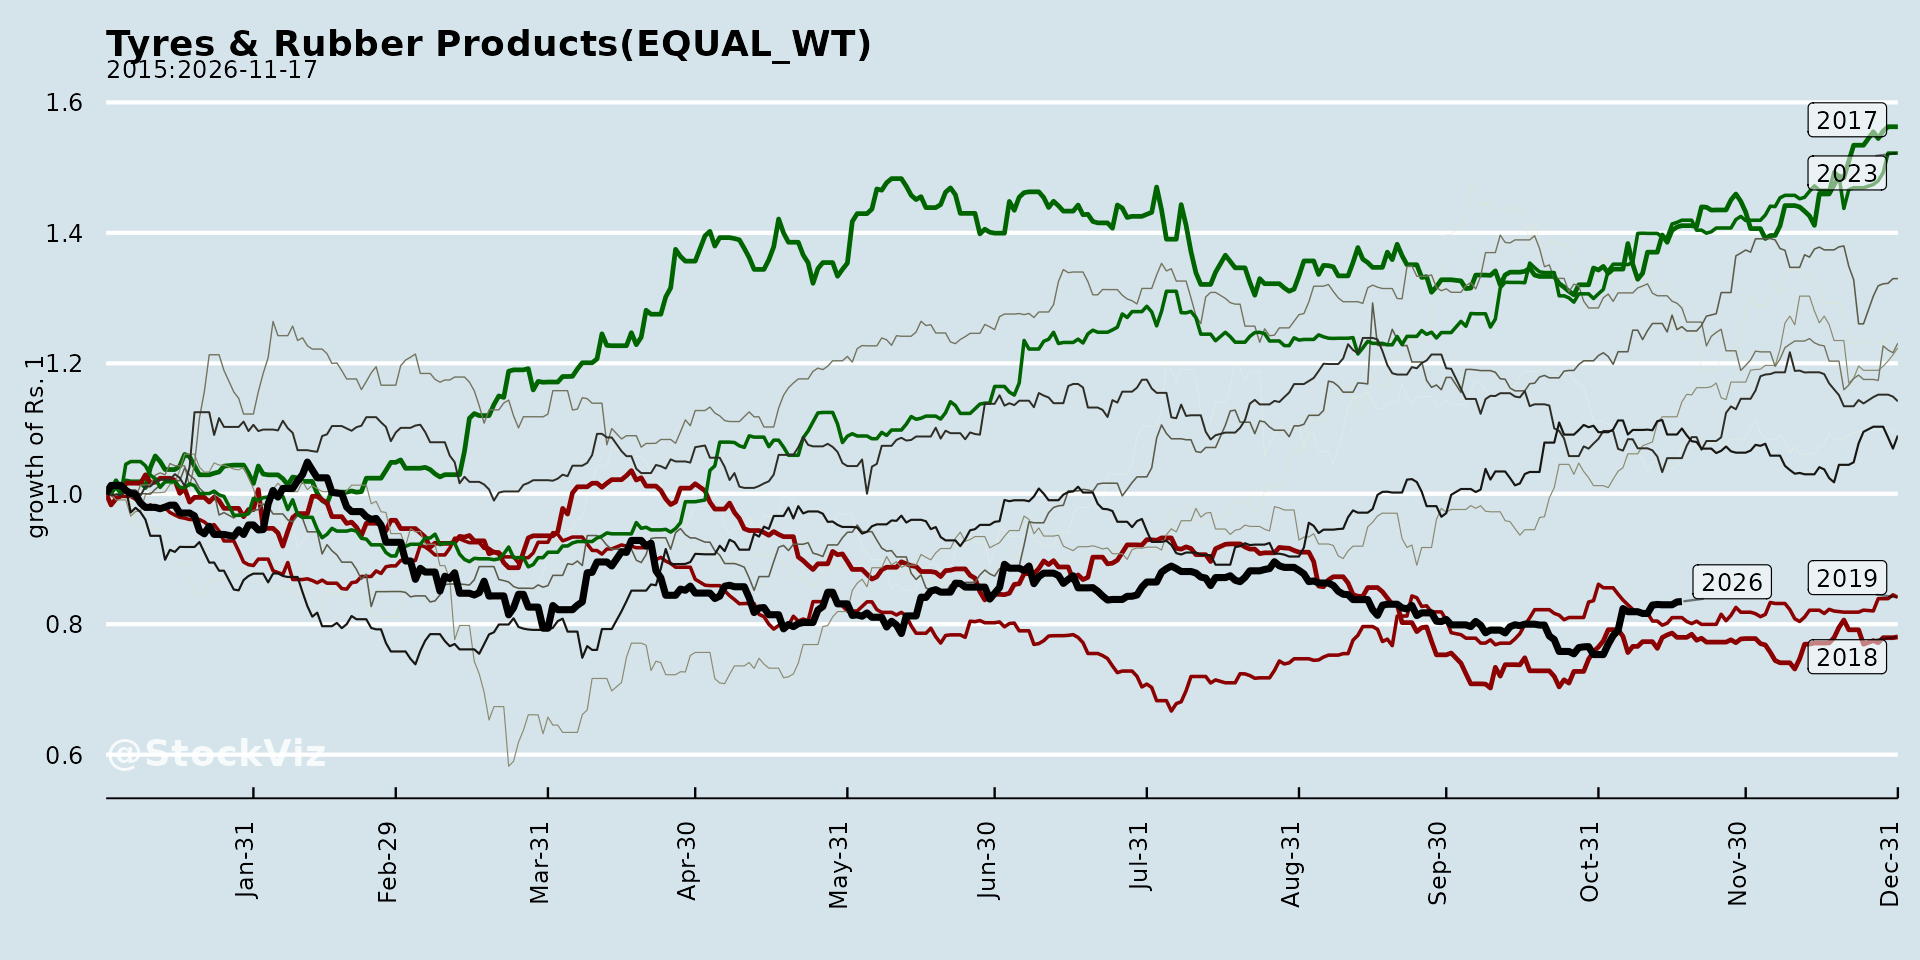 Tyres & Rubber Products(EQUAL_WT)
2015:2026-11-17
growth of Rs. 1
1.6
1.4
1.2
1.0
0.8
0.6
2017
2023
2026
2019
2018
@StockViz
Jan-31
Feb-29
Mar-31
Apr-30
May-31
Jun-30
Jul-31
Aug-31
Sep-30
Oct-31
Nov-30
Dec-31